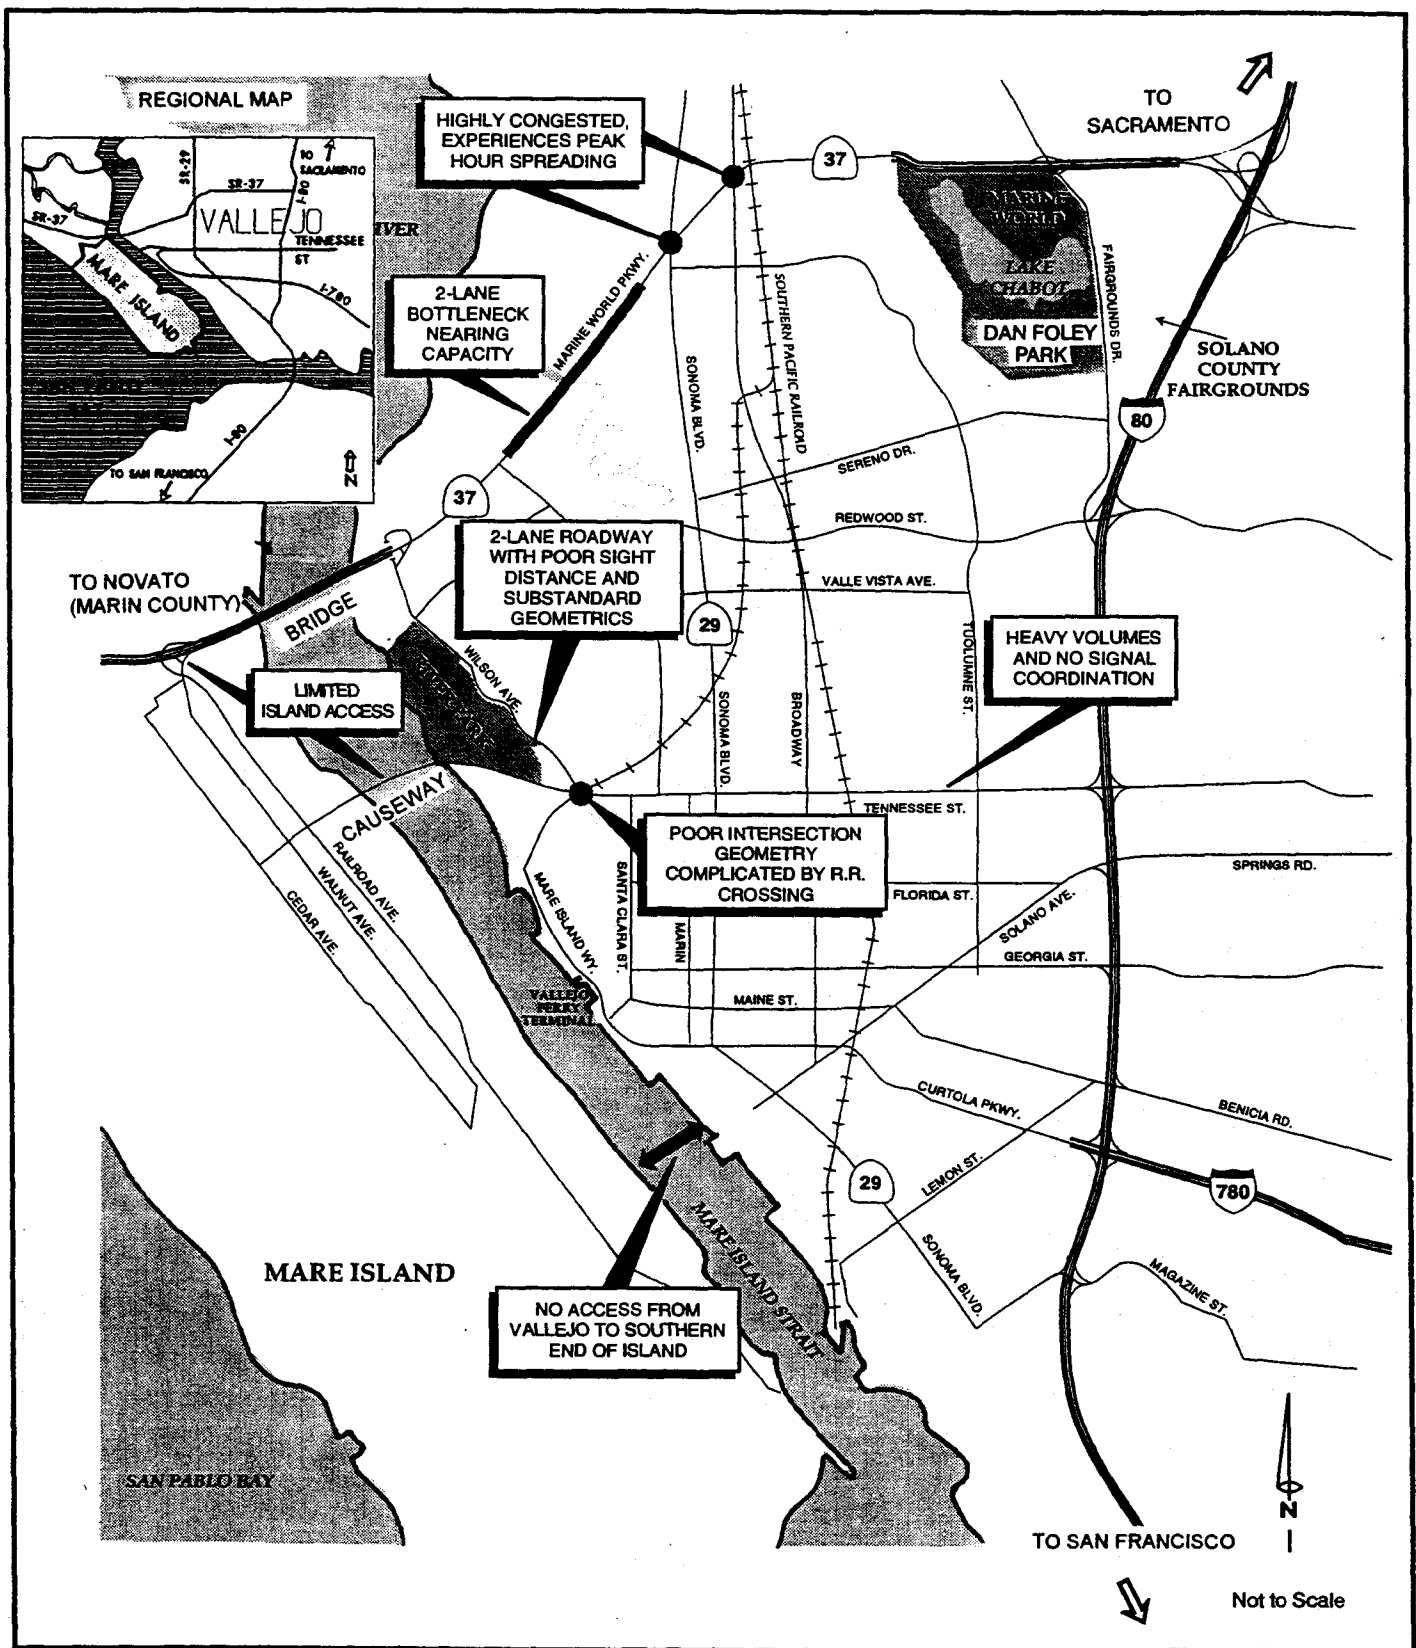 REGIONAL MAP
SR-29
TO
SACRAMENTO
SR-37
I-80
VALLEJO
SR-37
TENNESSEE
ST
MARE ISLAND
I-780
I-80
TO SAN FRANCISCO
N
HIGHLY CONGESTED,
EXPERIENCES PEAK
HOUR SPREADING
37
TO
SACRAMENTO
IVER
MARINE
WORLD
LAKE
CHABOT
DAN FOLEY
PARK
FAIRGROUNDS DR.
SOLANO
COUNTY
FAIRGROUNDS
80
2-LANE
BOTTLENECK
NEARING
CAPACITY
MARINE WORLD PKWY.
SOUTHERN PACIFIC RAILROAD
SONOMA BLVD.
SERENO DR.
37
REDWOOD ST.
2-LANE ROADWAY
WITH POOR SIGHT
DISTANCE AND
SUBSTANDARD
GEOMETRICS
VALLE VISTA AVE.
TO NOVATO
(MARIN COUNTY)
BRIDGE
29
HEAVY VOLUMES
AND NO SIGNAL
COORDINATION
TUOLUMNE ST.
WILSON AVE.
LIMITED
ISLAND ACCESS
SONOMA BLVD.
BROADWAY
CAUSEWAY
TENNESSEE ST.
POOR INTERSECTION
GEOMETRY
COMPLICATED BY R.R.
CROSSING
SPRINGS RD.
RAILROAD AVE.
WALNUT AVE.
CEDAR AVE.
MARE ISLAND WY.
SANTA CLARA ST.
MARIN
FLORIDA ST.
SOLANO AVE.
GEORGIA ST.
VALLEJO
FERRY
TERMINAL
MAINE ST.
CURTOLA PKWY.
BENICIA RD.
LEMON ST.
29
780
MARE ISLAND STRAIT
SONOMA BLVD.
MAGAZINE ST.
MARE ISLAND
NO ACCESS FROM
VALLEJO TO SOUTHERN
END OF ISLAND
SAN PABLO BAY
N
TO SAN FRANCISCO
Not to Scale